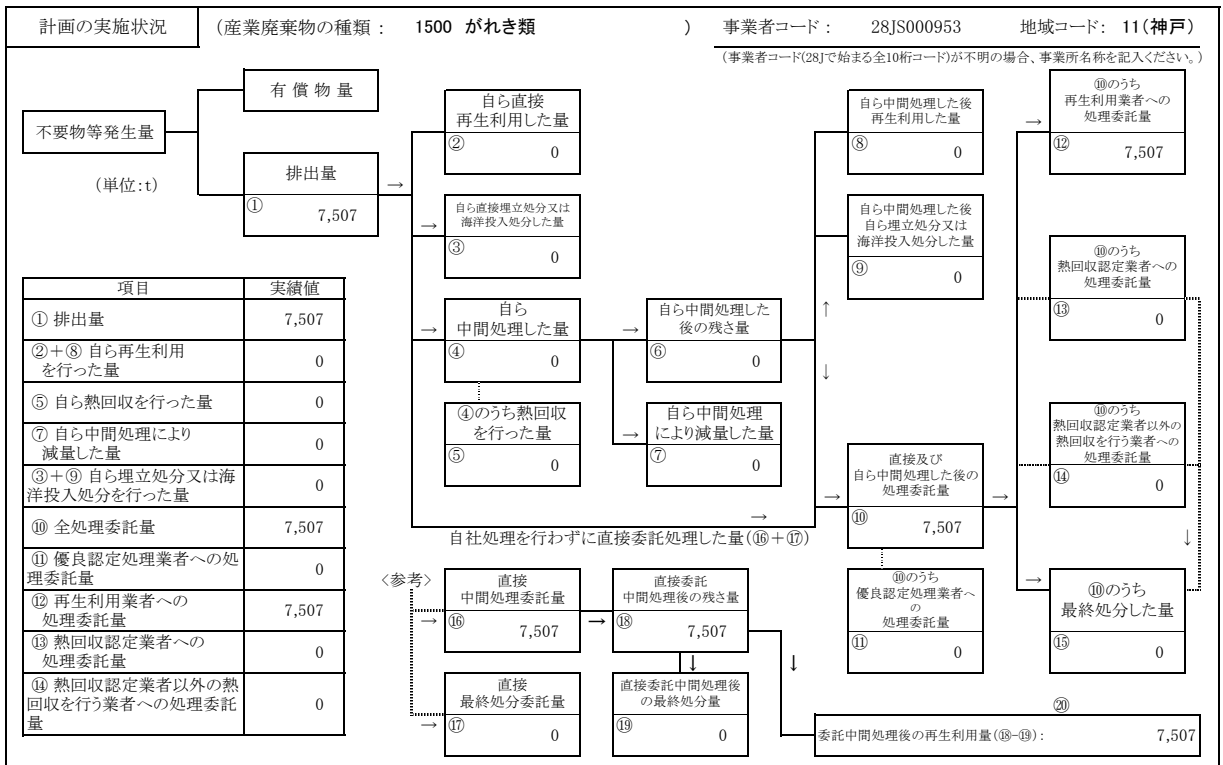 計画の実施状況 (産業廃棄物の種類： 1500 がれき類 ) 事業者コード： 28JS000953 地域コード： 11(神戸)
(事業者コード(28Jで始まる全10桁コード)が不明の場合、事業所名称を記入ください。)
不要物等発生量
(単位:t)
有償物量
排出量
→
① 7,507
自ら直接
再生利用した量
② 0
→
自ら直接埋立処分又は
海洋投入処分した量
③ 0
→
自ら
中間処理した量
④ 0
④のうち熱回収
を行った量
⑤ 0
→
自ら中間処理した
後の残さ量
⑥ 0
→
自ら中間処理
により減量した量
⑦ 0
自ら中間処理した後
再生利用した量
⑧ 0
自ら中間処理した後
自ら埋立処分又は
海洋投入処分した量
⑨ 0
↑
↓
→
直接及び
自ら中間処理した後の
処理委託量
⑩ 7,507
→
⑩のうち
優良認定処理業者へ
の
処理委託量
⑪ 0
→
⑩のうち
再生利用業者への
処理委託量
⑫ 7,507
⑩のうち
熱回収認定業者への
処理委託量
⑬ 0
⑩のうち
熱回収認定業者以外の
熱回収を行う業者への
処理委託量
⑭ 0
↓
→
⑩のうち
最終処分した量
⑮ 0
→
自社処理を行わずに直接委託処理した量(⑯＋⑰)
〈参考〉
→
直接
中間処理委託量
⑯ 7,507
→
直接委託
中間処理後の残さ量
⑱ 7,507
↓
↓
→
直接
最終処分委託量
⑰ 0
直接委託中間処理後
の最終処分量
⑲ 0
⑳
委託中間処理後の再生利用量(⑱-⑲)： 7,507
項目 実績値
① 排出量 7,507
②＋⑧ 自ら再生利用
を行った量 0
⑤ 自ら熱回収を行った量 0
⑦ 自ら中間処理により
減量した量 0
③＋⑨ 自ら埋立処分又は海
洋投入処分を行った量 0
⑩ 全処理委託量 7,507
⑪ 優良認定処理業者への処
理委託量 0
⑫ 再生利用業者への
処理委託量 7,507
⑬ 熱回収認定業者への
処理委託量 0
⑭ 熱回収認定業者以外の熱
回収を行う業者への処理委託
量 0